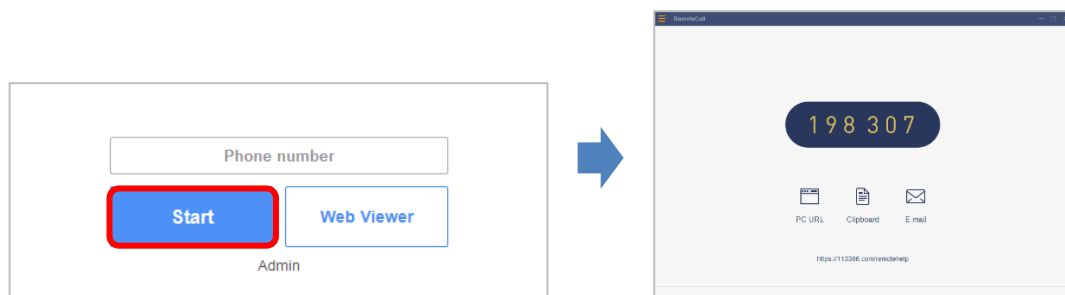 Phone number
Start
Web Viewer
Admin
RemoteCall
198 307
PC URL
Clipboard
E mail
https://113366.com/remotehelp